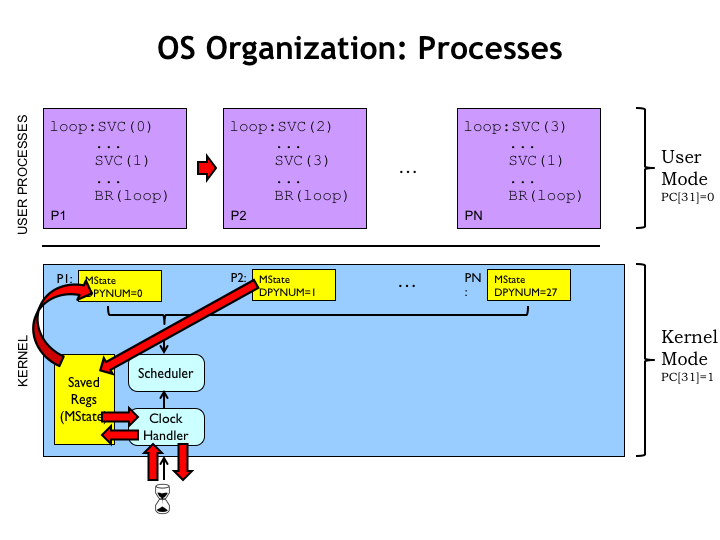 OS Organization: Processes
USER PROCESSES
loop:SVC(0)
...
SVC(1)
...
BR(loop)
P1
loop:SVC(2)
...
SVC(3)
...
BR(loop)
P2
...
loop:SVC(3)
...
SVC(1)
...
BR(loop)
PN
User
Mode
PC[31]=0
KERNEL
P1:
MState
DPYNUM=0
P2:
MState
DPYNUM=1
...
PN
:
MState
DPYNUM=27
Kernel
Mode
PC[31]=1
Saved
Regs
(MState)
Scheduler
Clock
Handler